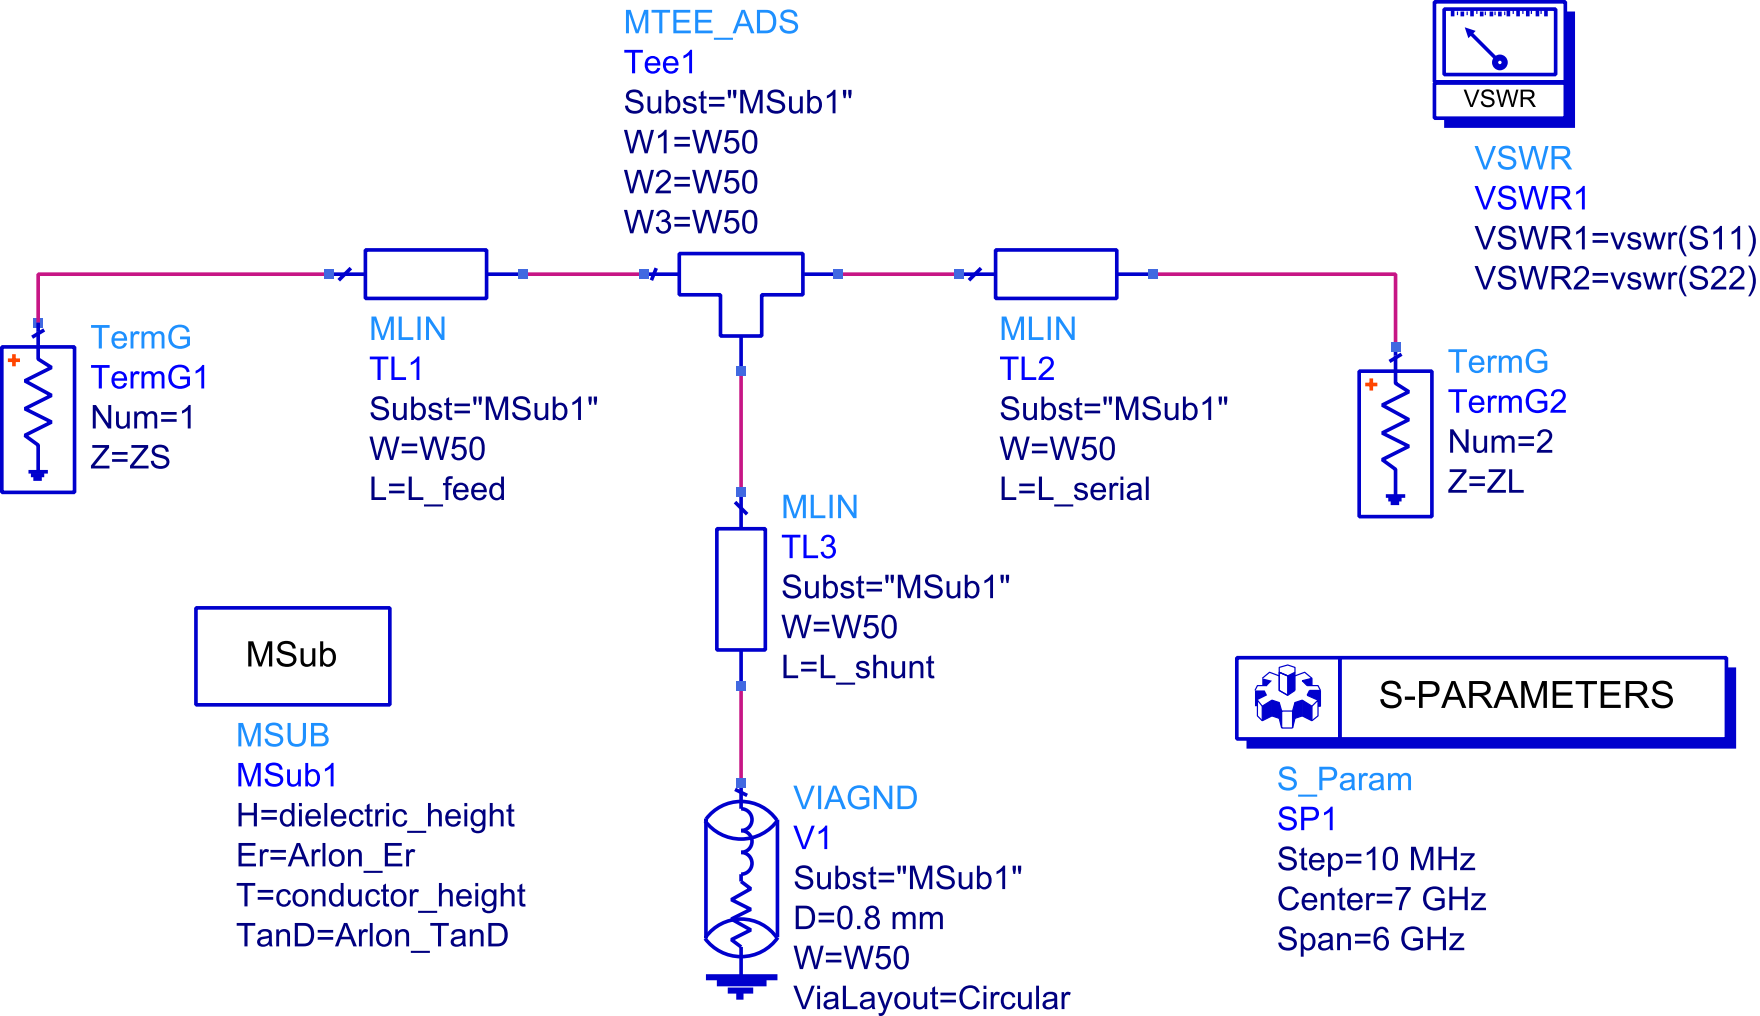 MTEE_ADS
Tee1
Subst="MSub1"
W1=W50
W2=W50
W3=W50
VSWR
VSWR
VSWR1
VSWR1=vswr(S11)
VSWR2=vswr(S22)
TermG
TermG1
Num=1
Z=ZS
MLIN
TL1
Subst="MSub1"
W=W50
L=L_feed
MLIN
TL2
Subst="MSub1"
W=W50
L=L_serial
TermG
TermG2
Num=2
Z=ZL
MLIN
TL3
Subst="MSub1"
W=W50
L=L_shunt
MSub
MSUB
MSub1
H=dielectric_height
Er=Arlon_Er
T=conductor_height
TanD=Arlon_TanD
VIAGND
V1
Subst="MSub1"
D=0.8 mm
W=W50
ViaLayout=Circular
S-PARAMETERS
S_Param
SP1
Step=10 MHz
Center=7 GHz
Span=6 GHz